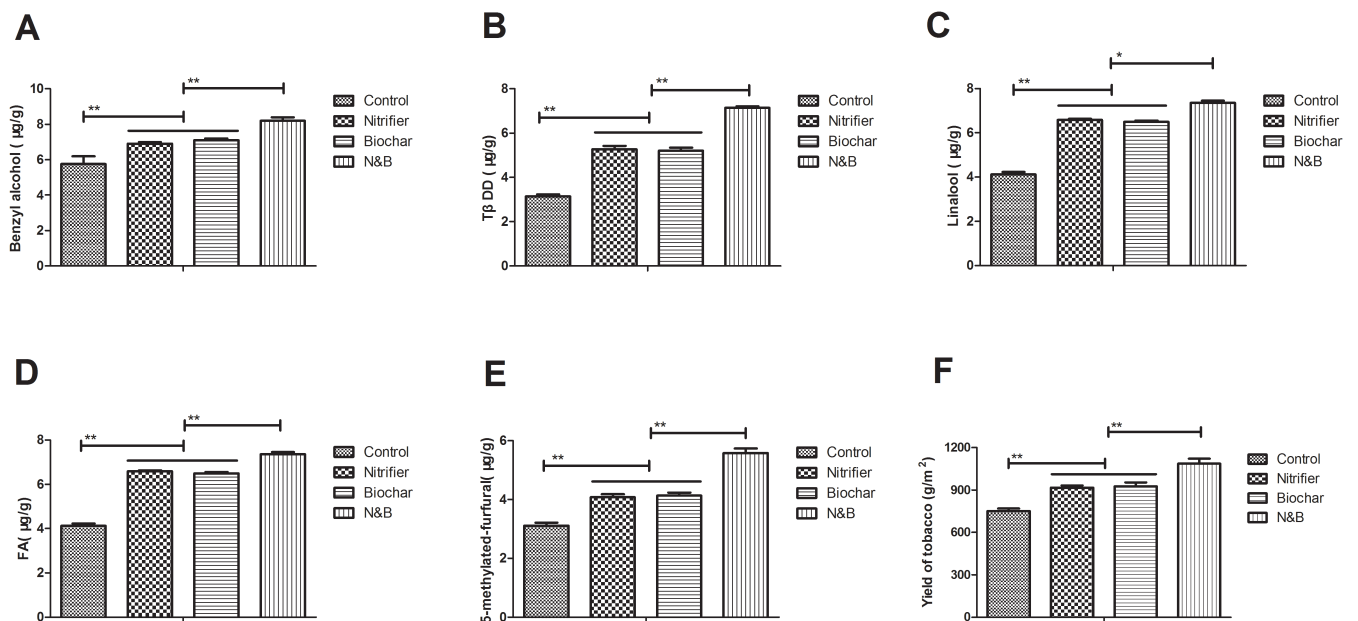 A
Benzyl alcohol ( µg/g)
10
8
6
4
2
0
**
**
Control
Nitrifier
Biochar
N&B
B
Tβ DD ( µg/g)
8
6
4
2
0
**
**
Control
Nitrifier
Biochar
N&B
C
Linalool ( µg/g)
8
6
4
2
0
**
*
Control
Nitrifier
Biochar
N&B
D
FA( µg/g)
8
6
4
2
0
**
**
Control
Nitrifier
Biochar
N&B
E
5-methylated-furfural( µg/g)
6
4
2
0
**
**
Control
Nitrifier
Biochar
N&B
F
Yield of tobacco (g/m²)
1200
900
600
300
0
**
**
Control
Nitrifier
Biochar
N&B